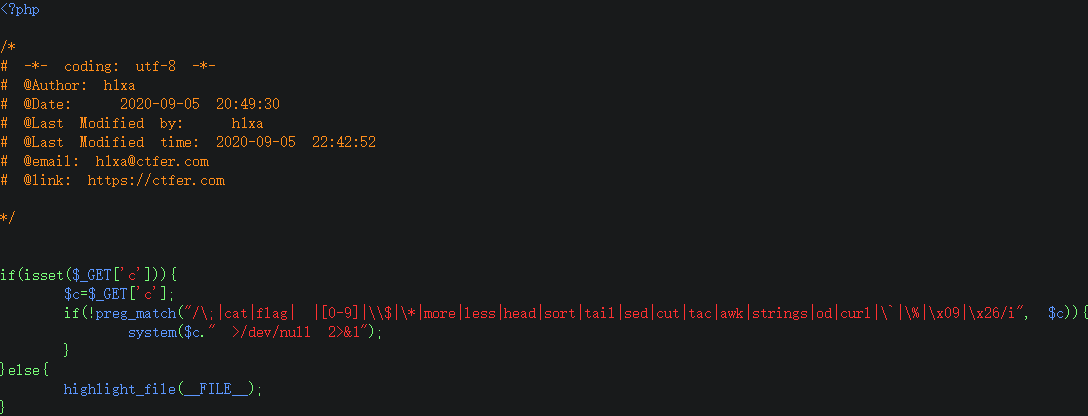 <?php
/*
# -*- coding: utf-8 -*-
# @Author: h1xa
# @Date:   2020-09-05 20:49:30
# @Last Modified by:   h1xa
# @Last Modified time: 2020-09-05 22:42:52
# @email: h1xa@ctfer.com
# @link: https://ctfer.com
*/
if(isset($_GET['c'])){
    $c=$_GET['c'];
    if(!preg_match("/\;|cat|flag| |[0-9]|\\$|\*|more|less|head|sort|tail|sed|cut|tac|awk|strings|od|curl|\`|\%|\x09|\x26/i", $c)){
        system($c." >/dev/null 2>&1");
    }
}else{
    highlight_file(__FILE__);
}